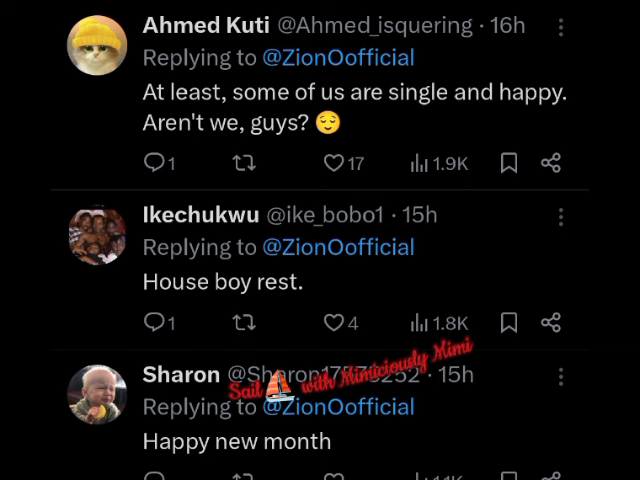 Ahmed Kuti @Ahmed_isquering · 16h
Replying to @ZionOofficial
At least, some of us are single and happy.
Aren't we, guys? 😌
1 17 1.9K
Ikechukwu @ike_bobo1 · 15h
Replying to @ZionOofficial
House boy rest.
1 4 1.8K
Sharon · 15h
Sail ⛵ with Mimiciously Mimi
Replying to @ZionOofficial
Happy new month